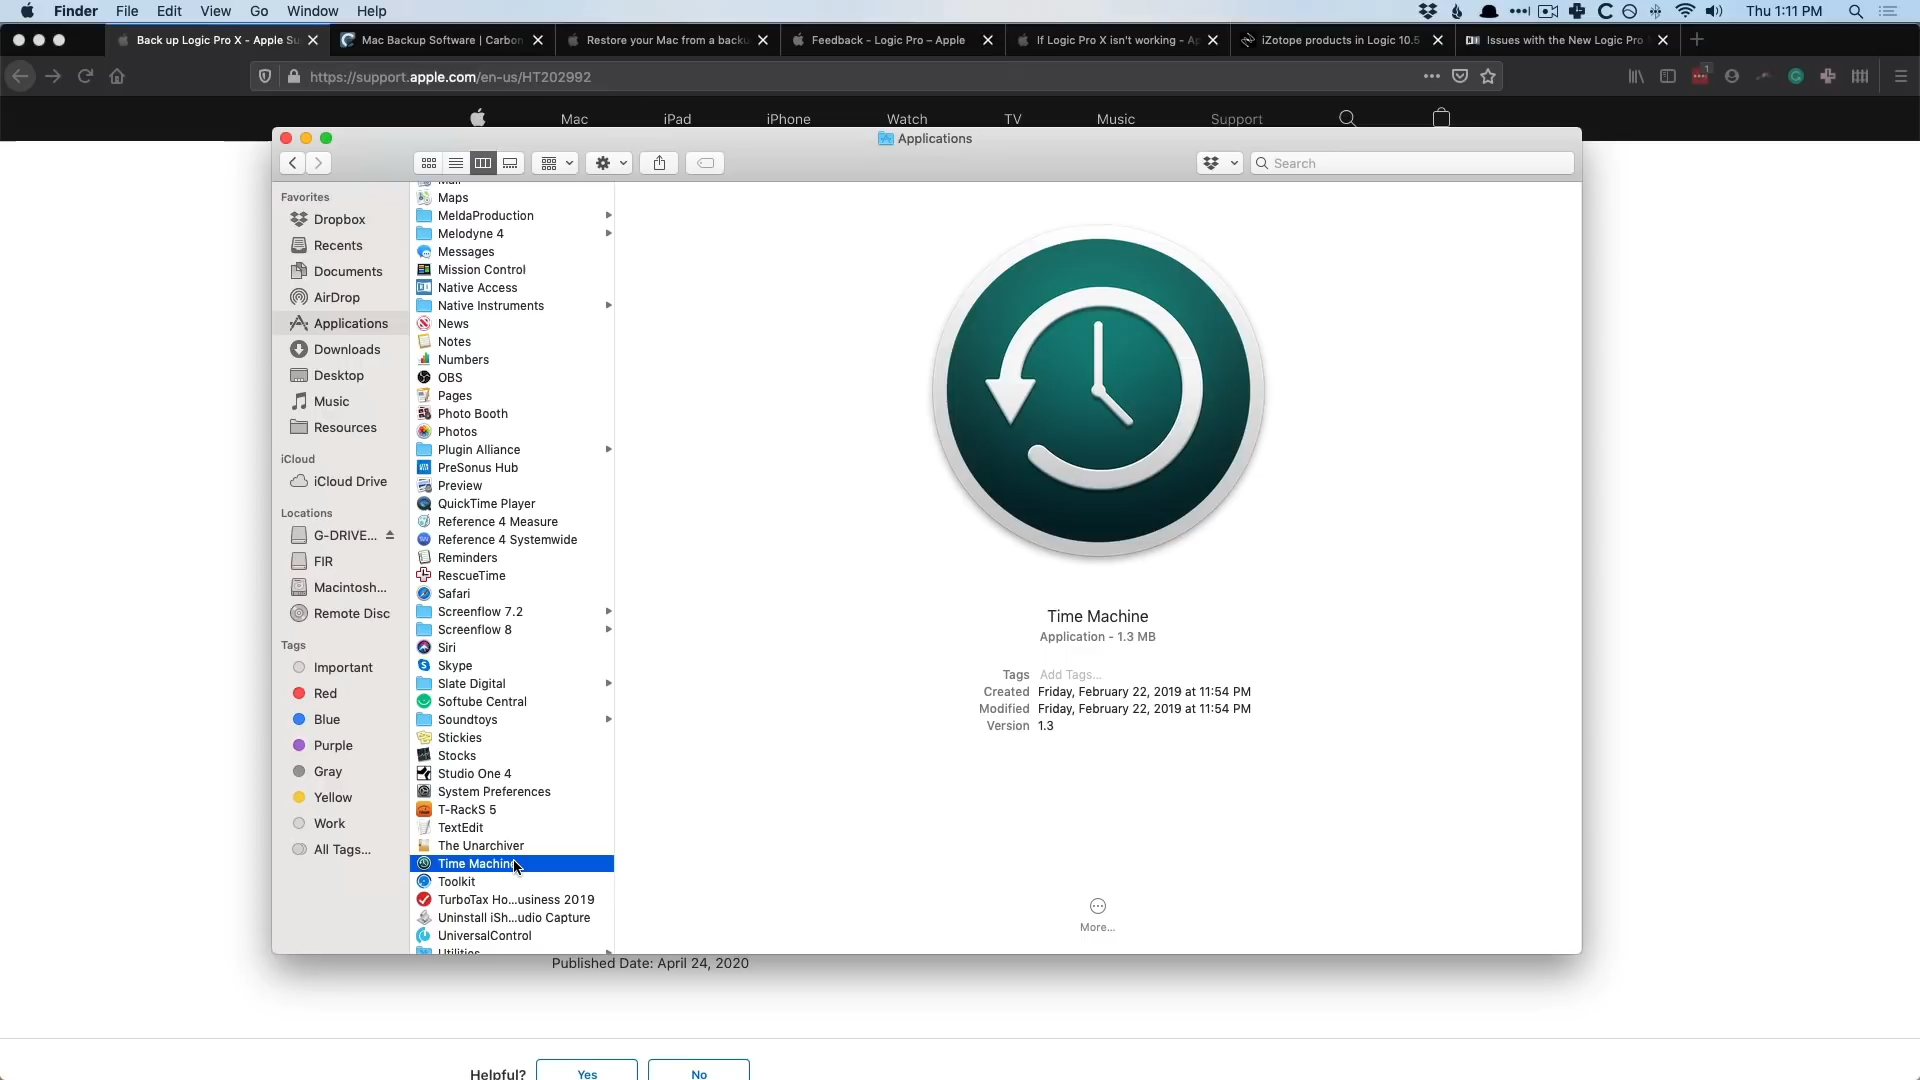 Finder File Edit View Go Window Help Thu 1:11 PM
Back up Logic Pro X - Apple Su Mac Backup Software | Carbon Restore your Mac from a backu Feedback - Logic Pro – Apple If Logic Pro X isn't working - Ap iZotope products in Logic 10.5 Issues with the New Logic Pro
https://support.apple.com/en-us/HT202992
1
Mac iPad iPhone Watch TV Music Support
Applications
Search
Favorites
Dropbox
Recents
Documents
AirDrop
Applications
Downloads
Desktop
Music
Resources
iCloud
iCloud Drive
Locations
G-DRIVE...
FIR
Macintosh...
Remote Disc
Tags
Important
Red
Blue
Purple
Gray
Yellow
Work
All Tags...
Mail
Maps
MeldaProduction
Melodyne 4
Messages
Mission Control
Native Access
Native Instruments
News
Notes
Numbers
OBS
Pages
Photo Booth
Photos
Plugin Alliance
PreSonus Hub
Preview
QuickTime Player
Reference 4 Measure
Reference 4 Systemwide
Reminders
RescueTime
Safari
Screenflow 7.2
Screenflow 8
Siri
Skype
Slate Digital
Softube Central
Soundtoys
Stickies
Stocks
Studio One 4
System Preferences
T-RackS 5
TextEdit
The Unarchiver
Time Machine
Toolkit
TurboTax Ho...usiness 2019
Uninstall iSh...udio Capture
UniversalControl
Utilities
Time Machine
Application - 1.3 MB
Tags Add Tags...
Created Friday, February 22, 2019 at 11:54 PM
Modified Friday, February 22, 2019 at 11:54 PM
Version 1.3
More...
Published Date: April 24, 2020
Helpful? Yes No